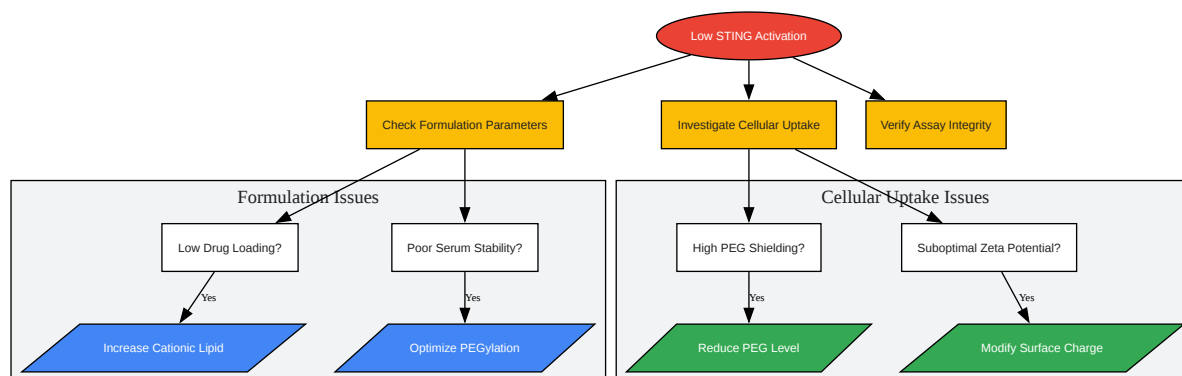 Low STING Activation
Check Formulation Parameters
Investigate Cellular Uptake
Verify Assay Integrity
Formulation Issues
Cellular Uptake Issues
Low Drug Loading?
Poor Serum Stability?
High PEG Shielding?
Suboptimal Zeta Potential?
Yes
Yes
Yes
Yes
Increase Cationic Lipid
Optimize PEGylation
Reduce PEG Level
Modify Surface Charge